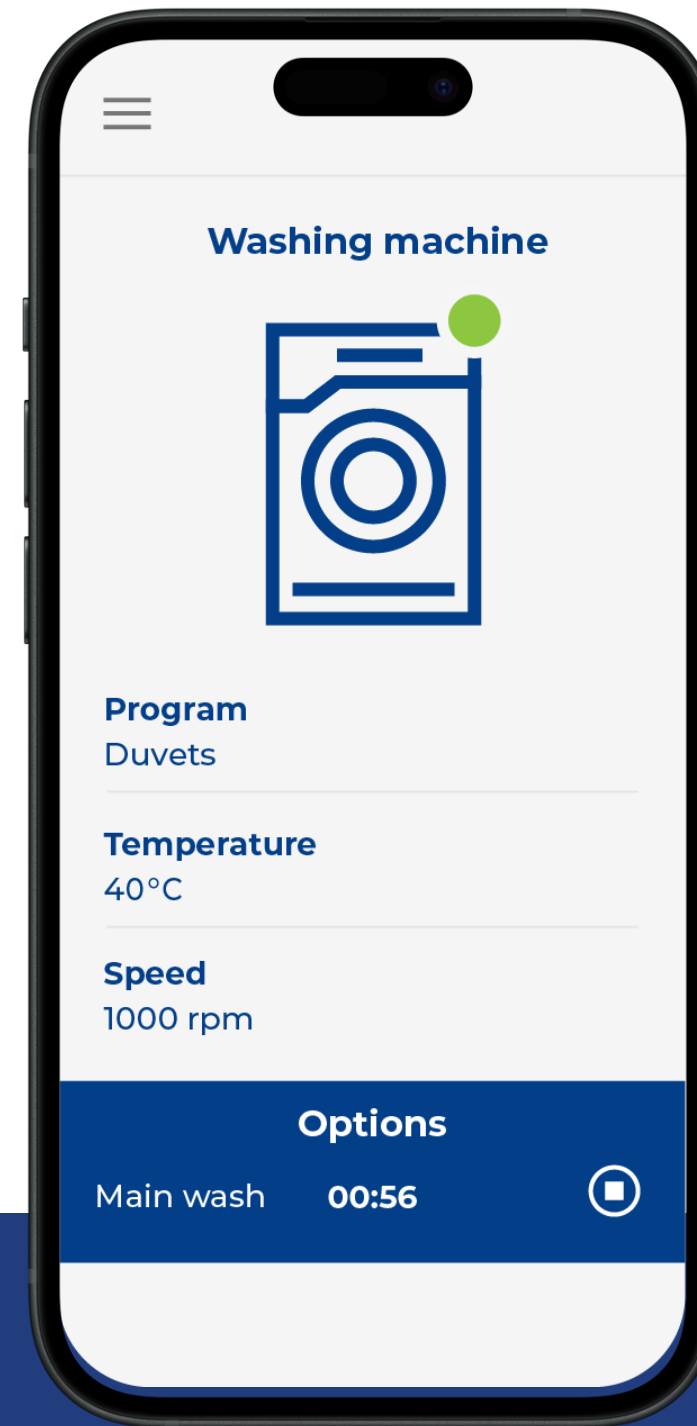 Washing machine
Program
Duvets
Temperature
40°C
Speed
1000 rpm
Options
Main wash 00:56